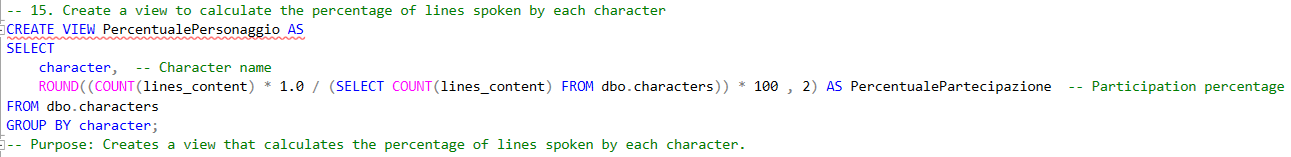 -- 15. Create a view to calculate the percentage of lines spoken by each character
CREATE VIEW PercentualePersonaggio AS
SELECT
    character,  -- Character name
    ROUND((COUNT(lines_content) * 1.0 / (SELECT COUNT(lines_content) FROM dbo.characters)) * 100 , 2) AS PercentualePartecipazione  -- Participation percentage
FROM dbo.characters
GROUP BY character;
-- Purpose: Creates a view that calculates the percentage of lines spoken by each character.